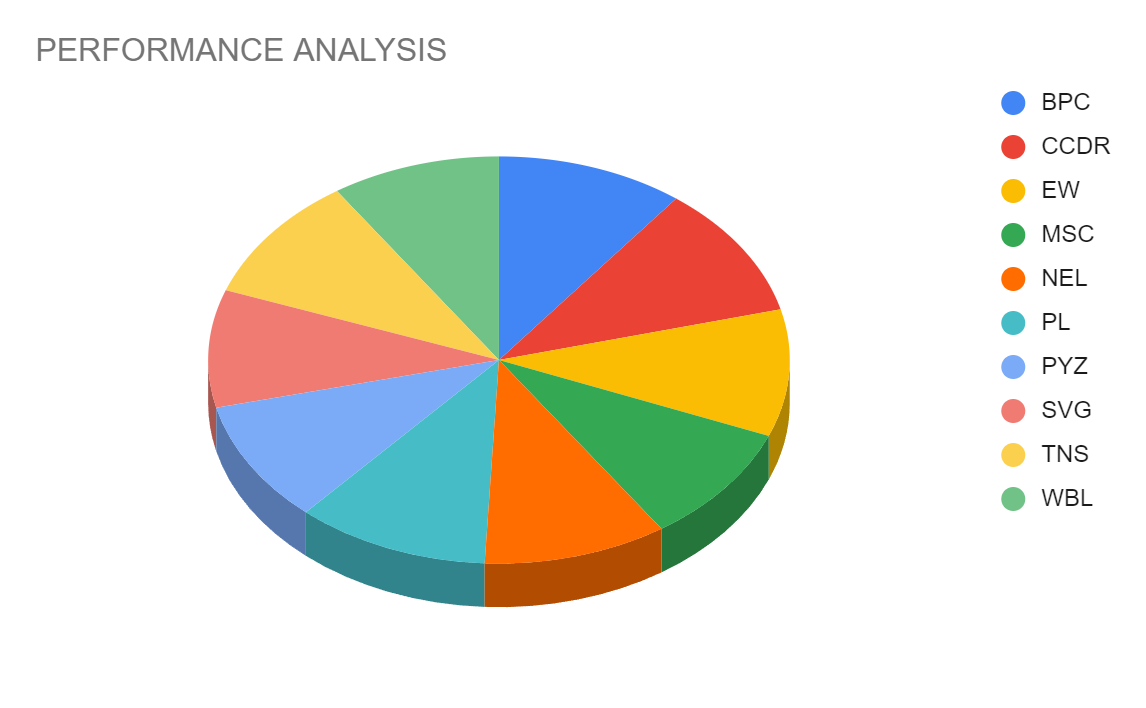 PERFORMANCE ANALYSIS
BPC
CCDR
EW
MSC
NEL
PL
PYZ
SVG
TNS
WBL